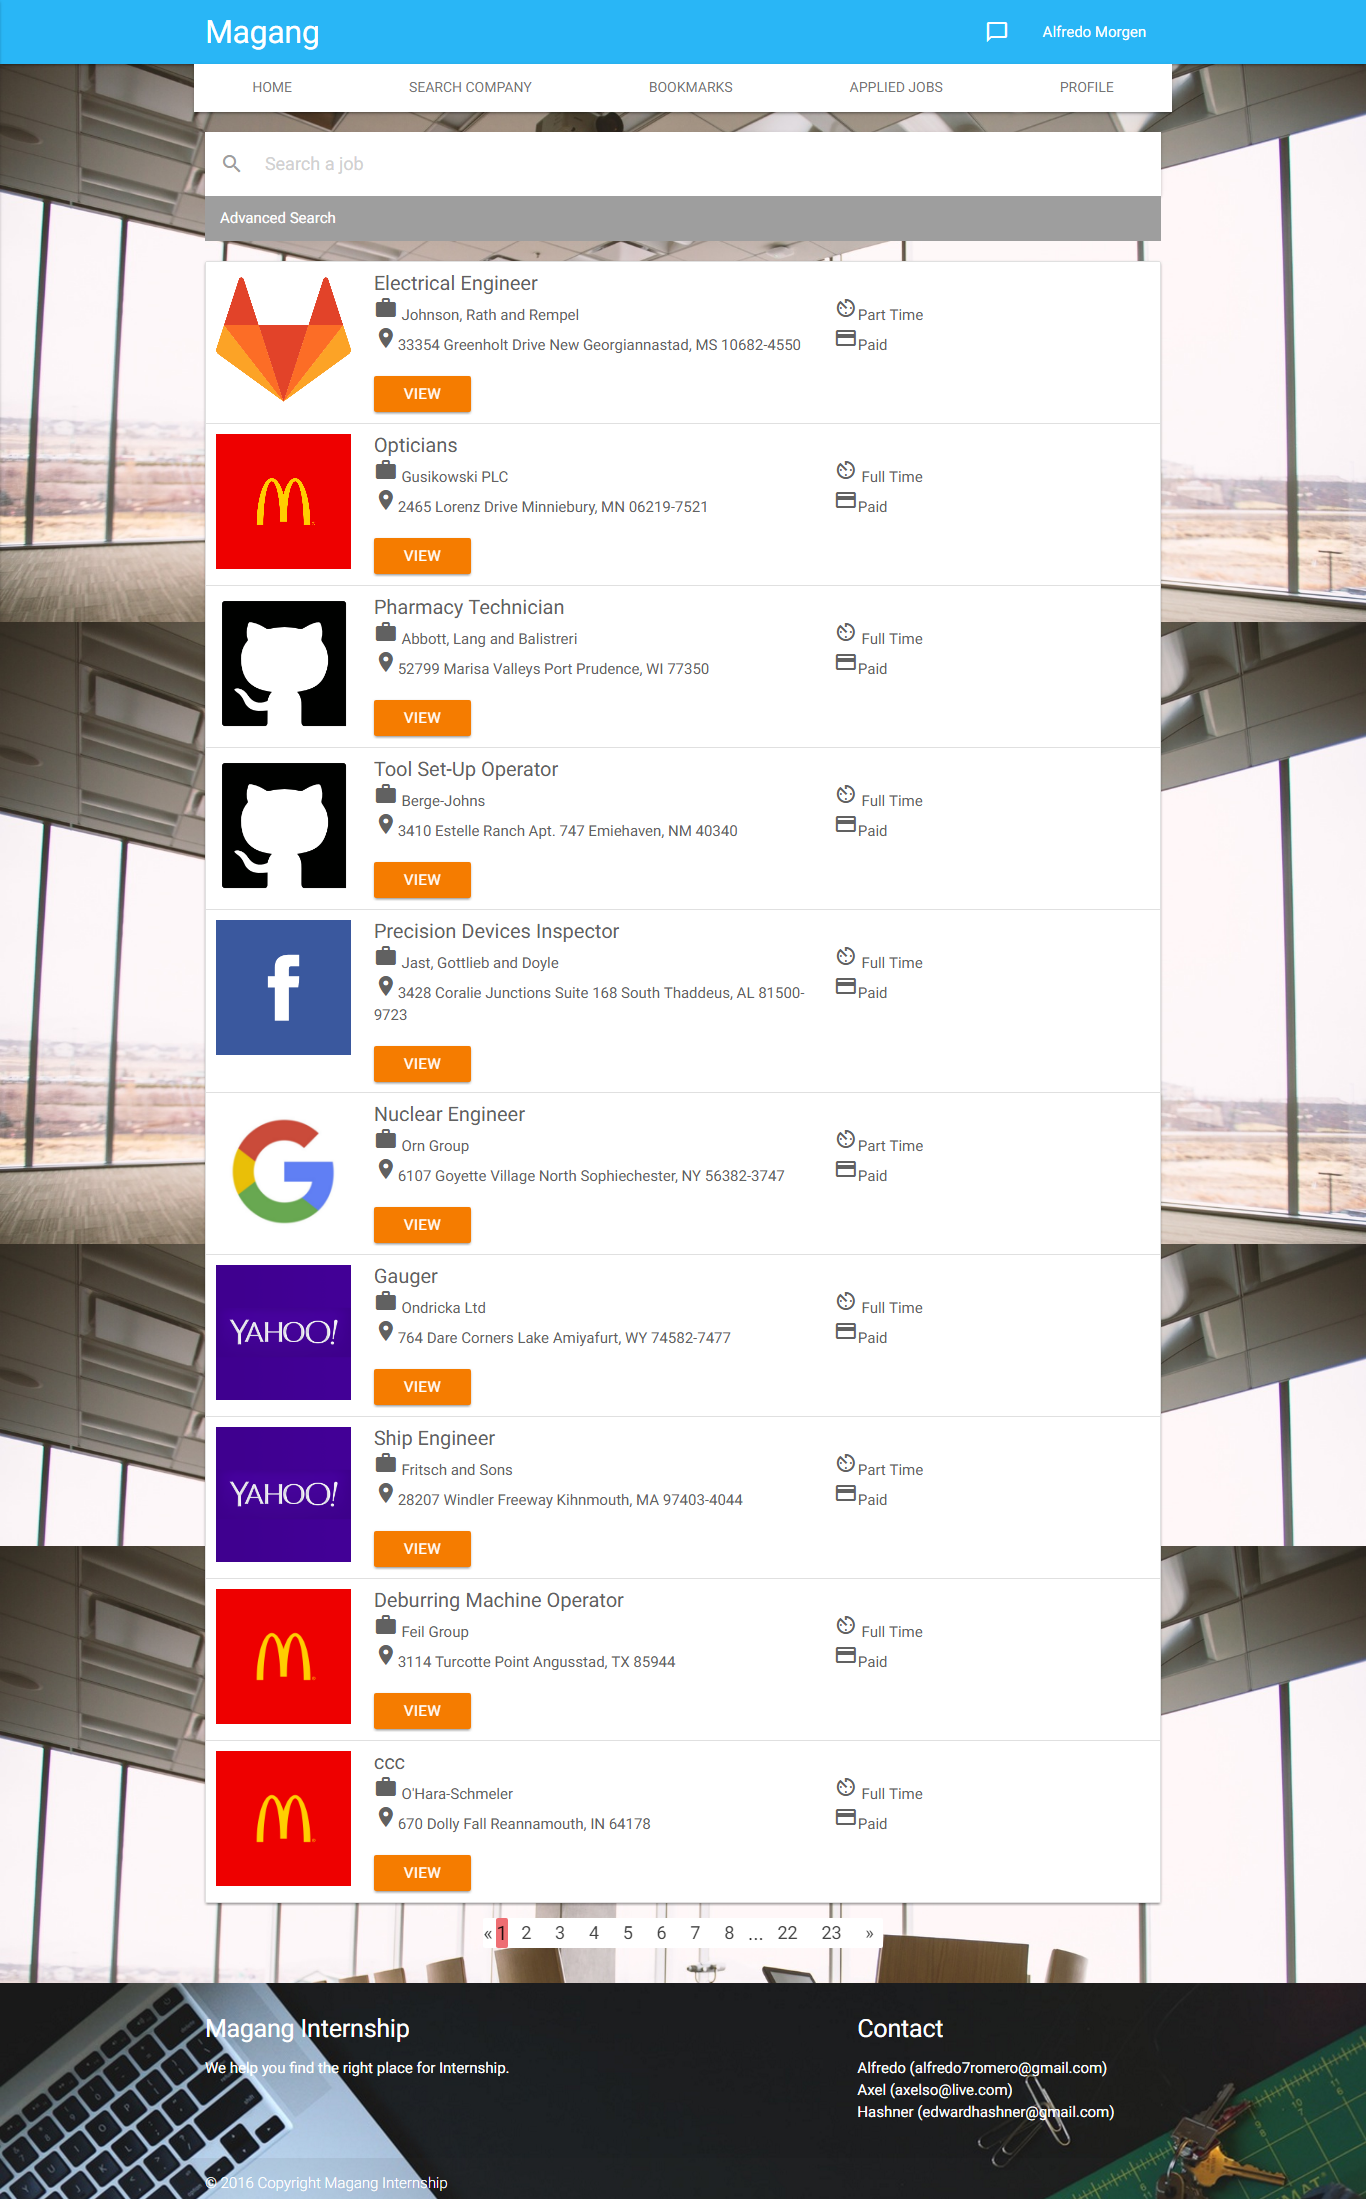 Magang
Alfredo Morgen
HOME SEARCH COMPANY BOOKMARKS APPLIED JOBS PROFILE
Search a job
Advanced Search
Electrical Engineer
Johnson, Rath and Rempel
Part Time
33354 Greenholt Drive New Georgiannastad, MS 10682-4550
Paid
VIEW
Opticians
Gusikowski PLC
Full Time
2465 Lorenz Drive Minniebury, MN 06219-7521
Paid
VIEW
Pharmacy Technician
Abbott, Lang and Balistreri
Full Time
52799 Marisa Valleys Port Prudence, WI 77350
Paid
VIEW
Tool Set-Up Operator
Berge-Johns
Full Time
3410 Estelle Ranch Apt. 747 Emiehaven, NM 40340
Paid
VIEW
Precision Devices Inspector
Jast, Gottlieb and Doyle
Full Time
3428 Coralie Junctions Suite 168 South Thaddeus, AL 81500-
9723
Paid
VIEW
Nuclear Engineer
Orn Group
Part Time
6107 Goyette Village North Sophiechester, NY 56382-3747
Paid
VIEW
YAHOO!
Gauger
Ondricka Ltd
Full Time
764 Dare Corners Lake Amiyafurt, WY 74582-7477
Paid
VIEW
YAHOO!
Ship Engineer
Fritsch and Sons
Part Time
28207 Windler Freeway Kihnmouth, MA 97403-4044
Paid
VIEW
Deburring Machine Operator
Feil Group
Full Time
3114 Turcotte Point Angusstad, TX 85944
Paid
VIEW
ccc
O'Hara-Schmeler
Full Time
670 Dolly Fall Reannamouth, IN 64178
Paid
VIEW
« 1 2 3 4 5 6 7 8 ... 22 23 »
Magang Internship
We help you find the right place for Internship.
Contact
Alfredo (alfredo7romero@gmail.com)
Axel (axelso@live.com)
Hashner (edwardhashner@gmail.com)
© 2016 Copyright Magang Internship